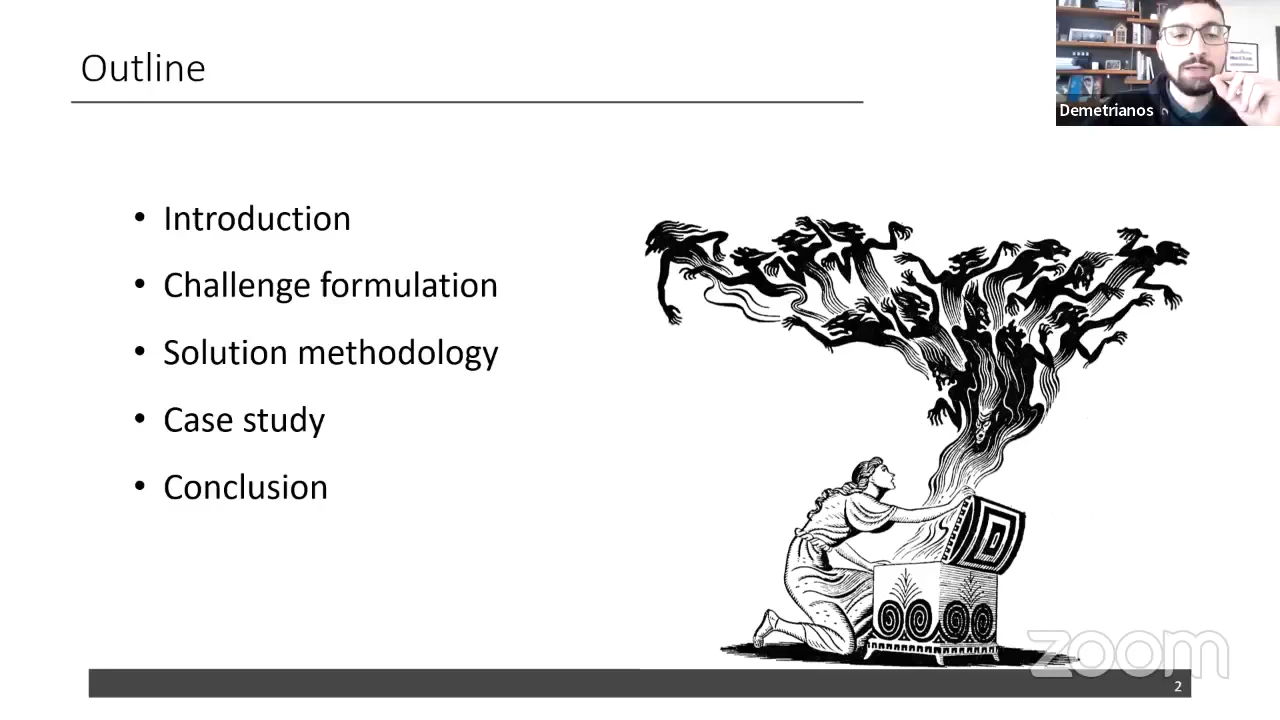 Outline
Demetrianos
• Introduction
• Challenge formulation
• Solution methodology
• Case study
• Conclusion
zoom
2